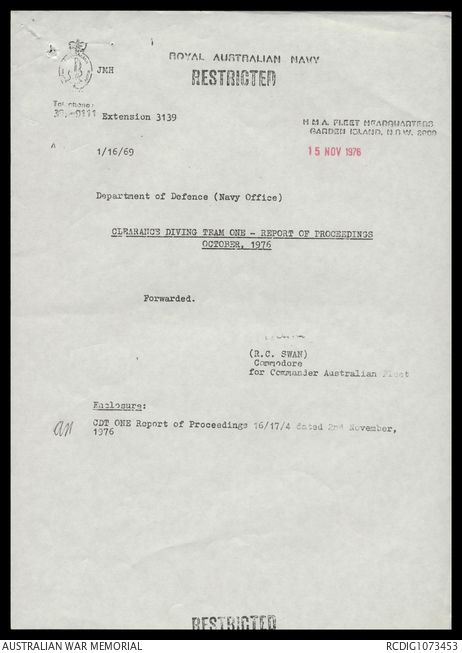 ROYAL AUSTRALIAN NAVY
RESTRICTED
JMH
Telephone:
Extension 3139
H M A. FLEET HEADQUARTERS
GARDEN ISLAND, N.S.W. 2000
1/16/69
15 NOV 1976
Department of Defence (Navy Office)
CLEARANCE DIVING TEAM ONE - REPORT OF PROCEEDINGS
OCTOBER, 1976
Forwarded.
(R.C. SWAN)
Commodore
for Commander Australian Fleet
Enclosure:
CDT ONE Report of Proceedings 16/17/4 dated 2nd November,
1976
RESTRICTED
AUSTRALIAN WAR MEMORIAL
RCDIG1073453